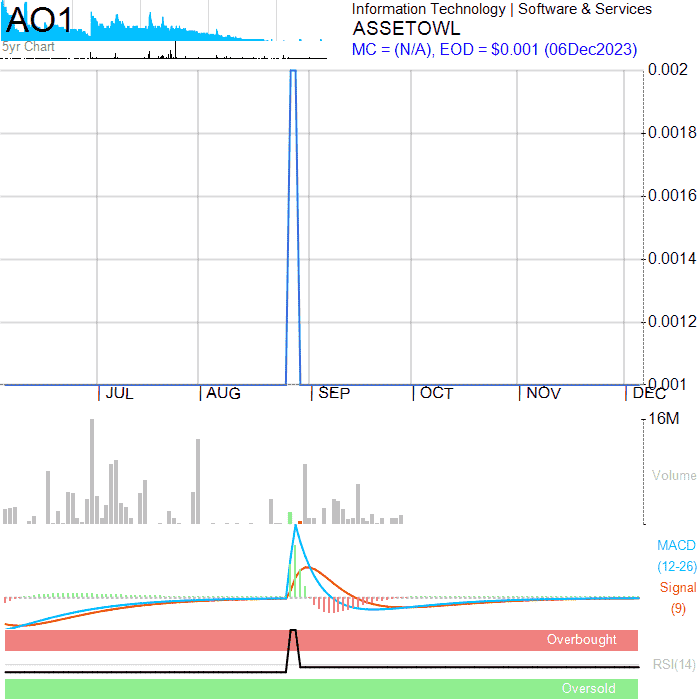 AO1
5yr Chart
Information Technology | Software & Services
ASSETOWL
MC = (N/A), EOD = $0.001 (06Dec2023)
0.002
0.0018
0.0016
0.0014
0.0012
0.001
JUL AUG SEP OCT NOV DEC
16M
Volume
MACD
(12-26)
Signal
(9)
Overbought
RSI(14)
Oversold